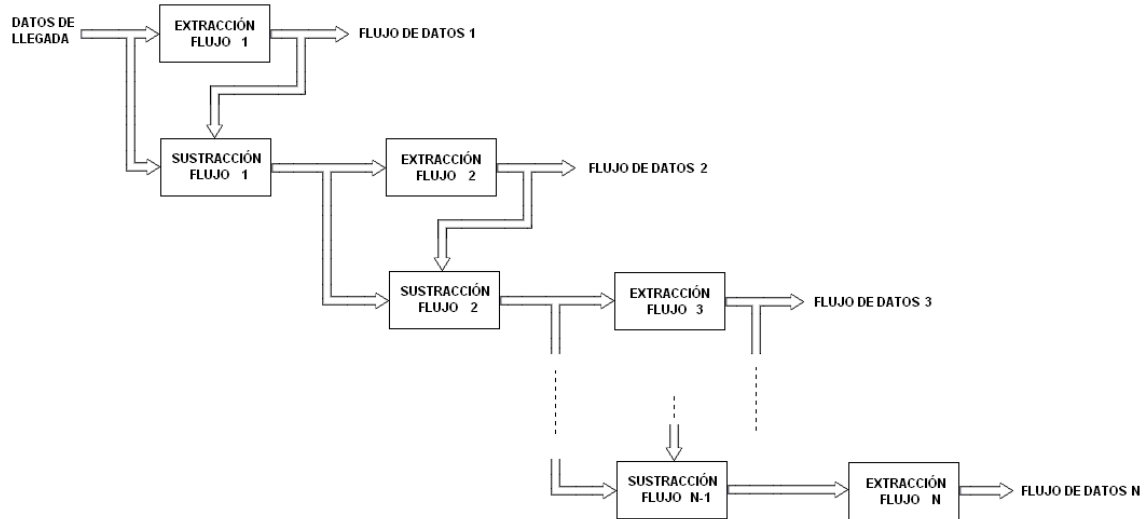 DATOS DE
LLEGADA
EXTRACCIÓN
FLUJO 1
FLUJO DE DATOS 1
SUSTRACCIÓN
FLUJO 1
EXTRACCIÓN
FLUJO 2
FLUJO DE DATOS 2
SUSTRACCIÓN
FLUJO 2
EXTRACCIÓN
FLUJO 3
FLUJO DE DATOS 3
SUSTRACCIÓN
FLUJO N-1
EXTRACCIÓN
FLUJO N
FLUJO DE DATOS N